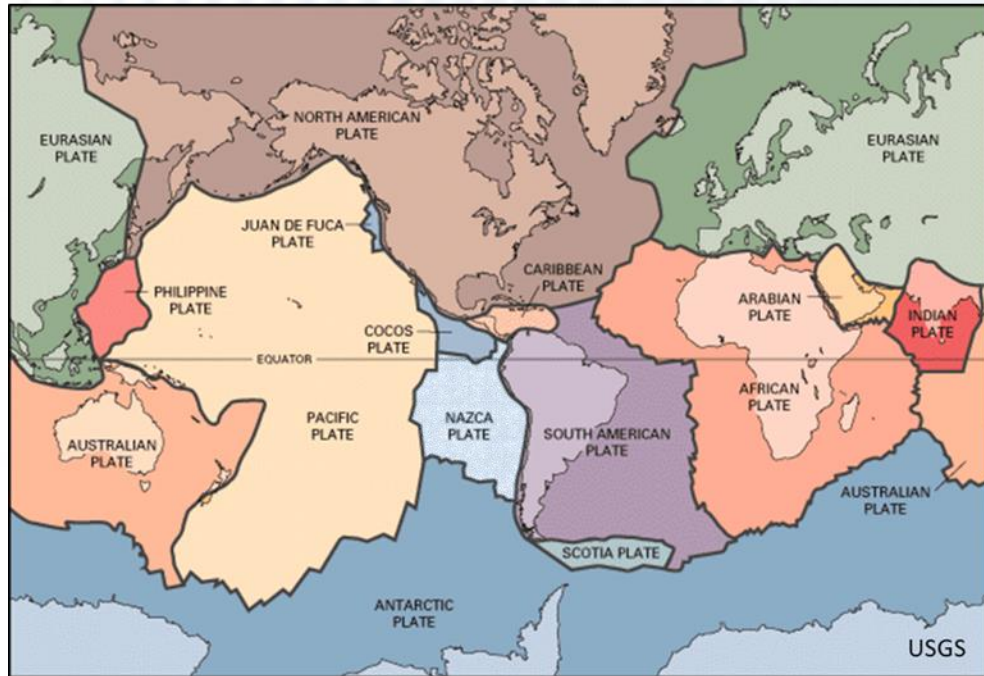 NORTH AMERICAN
PLATE
EURASIAN
PLATE
EURASIAN
PLATE
JUAN DE FUCA
PLATE
CARIBBEAN
PLATE
PHILIPPINE
PLATE
ARABIAN
PLATE
INDIAN
PLATE
COCOS
PLATE
EQUATOR
AFRICAN
PLATE
AUSTRALIAN
PLATE
PACIFIC
PLATE
NAZCA
PLATE
SOUTH AMERICAN
PLATE
AUSTRALIAN
PLATE
SCOTIA PLATE
ANTARCTIC
PLATE
USGS